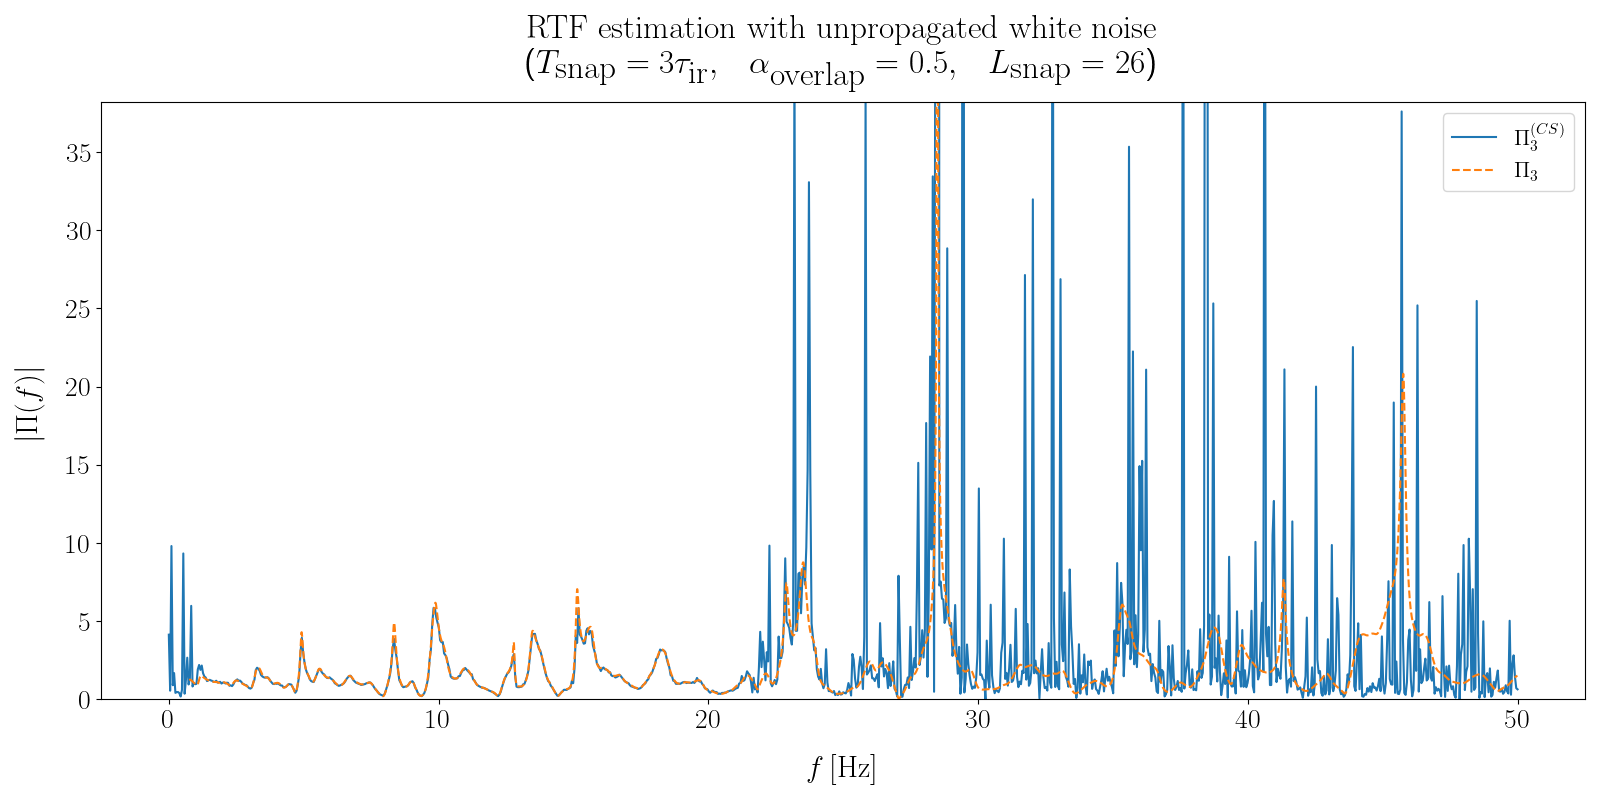 RTF estimation with unpropagated white noise
(T_snap = 3τ_ir, α_overlap = 0.5, L_snap = 26)
Π_3^(CS)
Π_3
35
30
25
20
15
10
5
0
|Π(f)|
0 10 20 30 40 50
f [Hz]